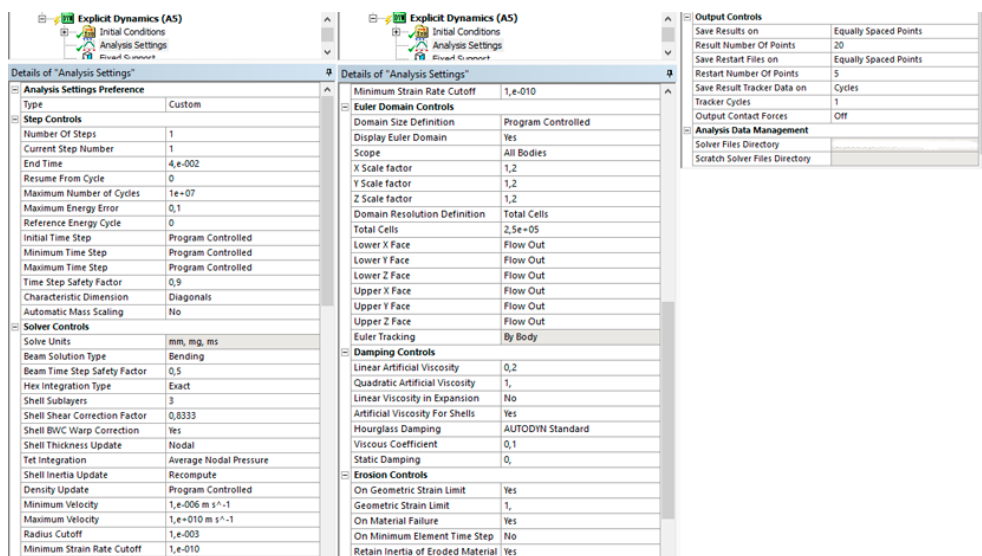 Explicit Dynamics (A5)
Initial Conditions
Analysis Settings
Fixed Support
Details of "Analysis Settings"
Analysis Settings Preference
Type Custom
Step Controls
Number Of Steps 1
Current Step Number 1
End Time 4,e-002
Resume From Cycle 0
Maximum Number of Cycles 1e+07
Maximum Energy Error 0,1
Reference Energy Cycle 0
Initial Time Step Program Controlled
Minimum Time Step Program Controlled
Maximum Time Step Program Controlled
Time Step Safety Factor 0,9
Characteristic Dimension Diagonals
Automatic Mass Scaling No
Solver Controls
Solve Units mm, mg, ms
Beam Solution Type Bending
Beam Time Step Safety Factor 0,5
Hex Integration Type Exact
Shell Sublayers 3
Shell Shear Correction Factor 0,8333
Shell BWC Warp Correction Yes
Shell Thickness Update Nodal
Tet Integration Average Nodal Pressure
Shell Inertia Update Recompute
Density Update Program Controlled
Minimum Velocity 1,e-006 m s^-1
Maximum Velocity 1,e+010 m s^-1
Radius Cutoff 1,e-003
Minimum Strain Rate Cutoff 1,e-010
Explicit Dynamics (A5)
Initial Conditions
Analysis Settings
Fixed Support
Details of "Analysis Settings"
Minimum Strain Rate Cutoff 1,e-010
Euler Domain Controls
Domain Size Definition Program Controlled
Display Euler Domain Yes
Scope All Bodies
X Scale factor 1,2
Y Scale factor 1,2
Z Scale factor 1,2
Domain Resolution Definition Total Cells
Total Cells 2,5e+05
Lower X Face Flow Out
Lower Y Face Flow Out
Lower Z Face Flow Out
Upper X Face Flow Out
Upper Y Face Flow Out
Upper Z Face Flow Out
Euler Tracking By Body
Damping Controls
Linear Artificial Viscosity 0,2
Quadratic Artificial Viscosity 1,
Linear Viscosity in Expansion No
Artificial Viscosity For Shells Yes
Hourglass Damping AUTODYN Standard
Viscous Coefficient 0,1
Static Damping 0,
Erosion Controls
On Geometric Strain Limit Yes
Geometric Strain Limit 1,
On Material Failure Yes
On Minimum Element Time Step No
Retain Inertia of Eroded Material Yes
Output Controls
Save Results on Equally Spaced Points
Result Number Of Points 20
Save Restart Files on Equally Spaced Points
Restart Number Of Points 5
Save Result Tracker Data on Cycles
Tracker Cycles 1
Output Contact Forces Off
Analysis Data Management
Solver Files Directory
Scratch Solver Files Directory